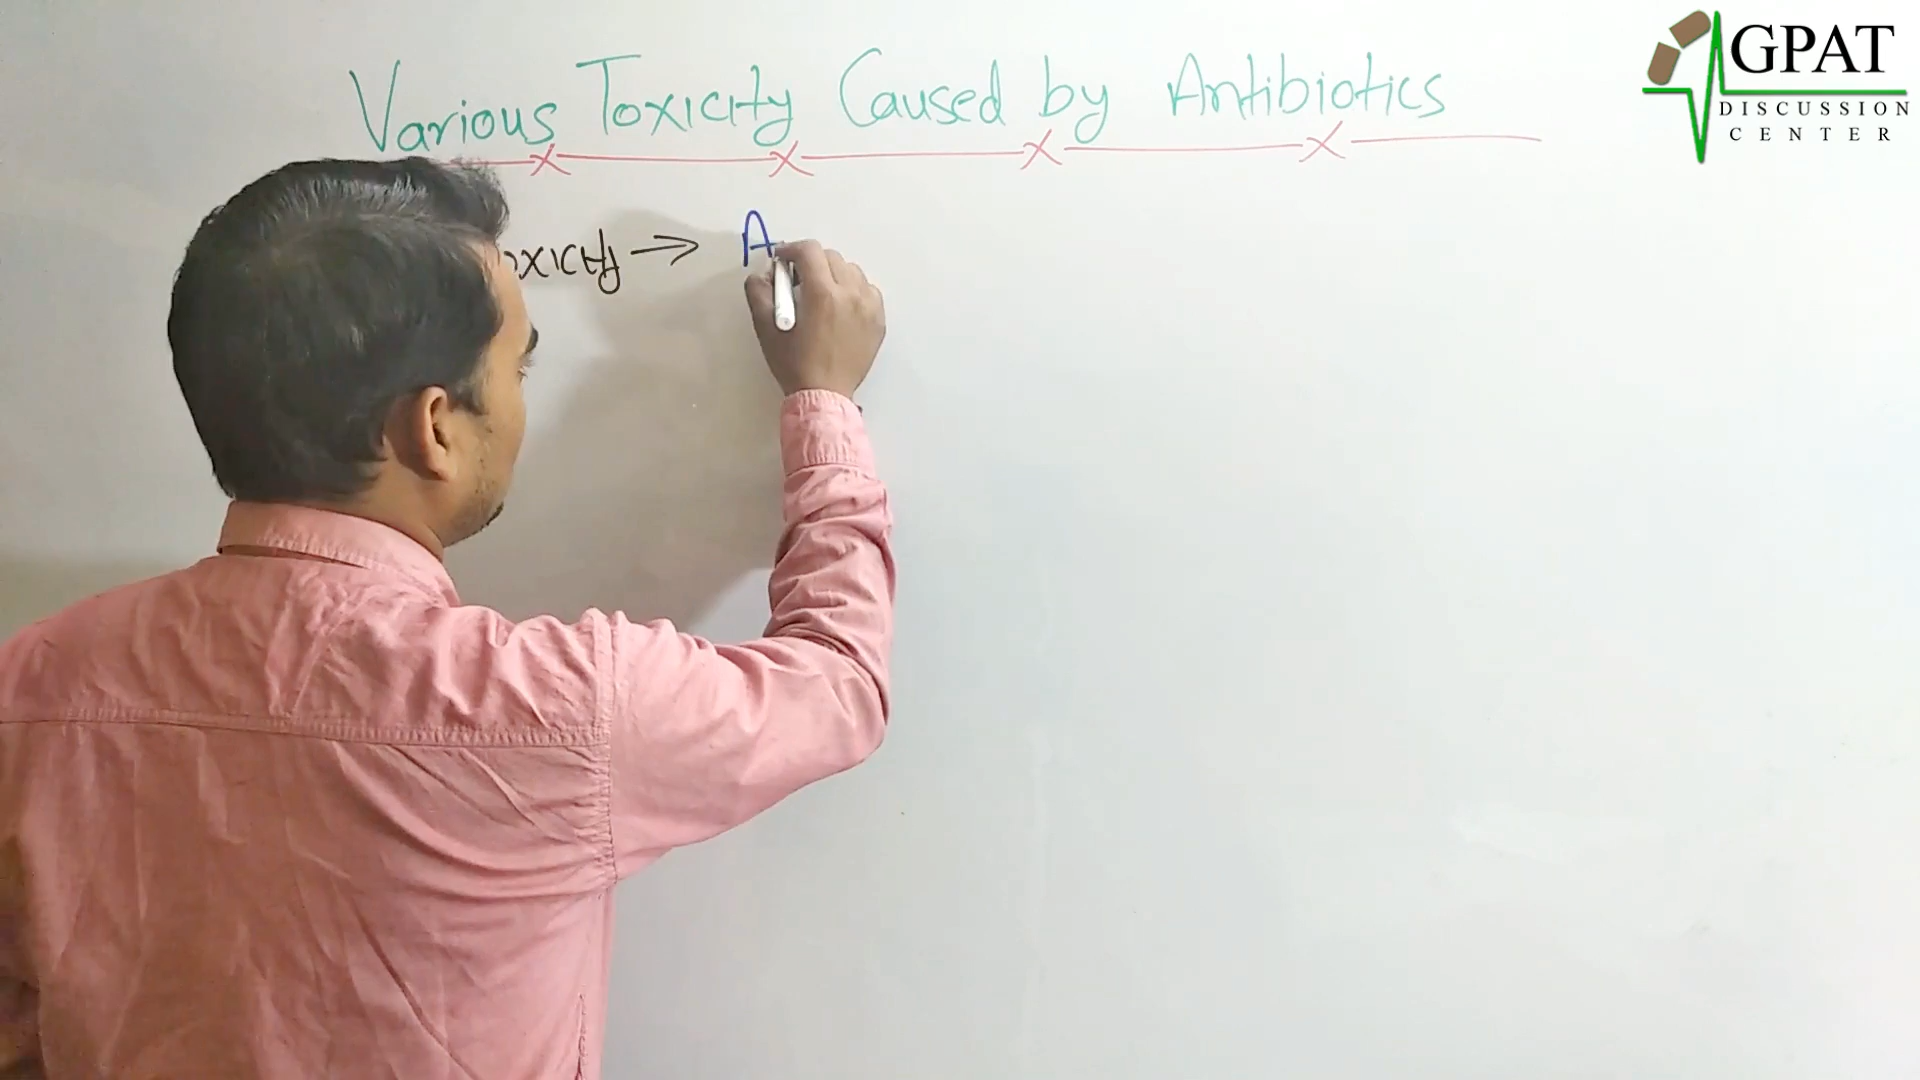 Various Toxicity Caused by Antibiotics
oxicity → A
GPAT
DISCUSSION
CENTER